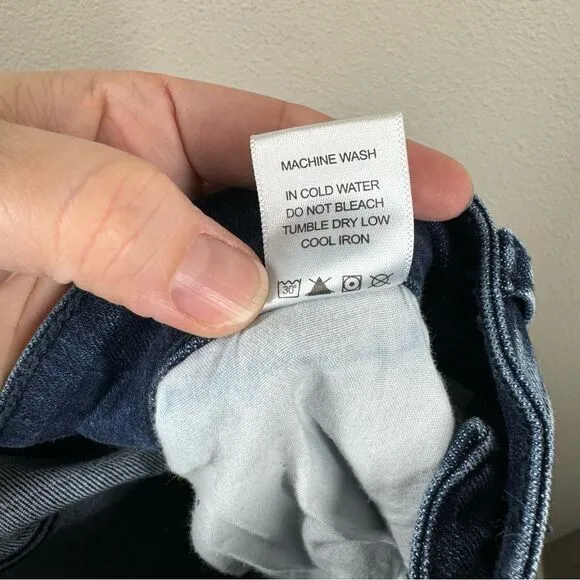 MACHINE WASH
IN COLD WATER
DO NOT BLEACH
TUMBLE DRY LOW
COOL IRON
30°